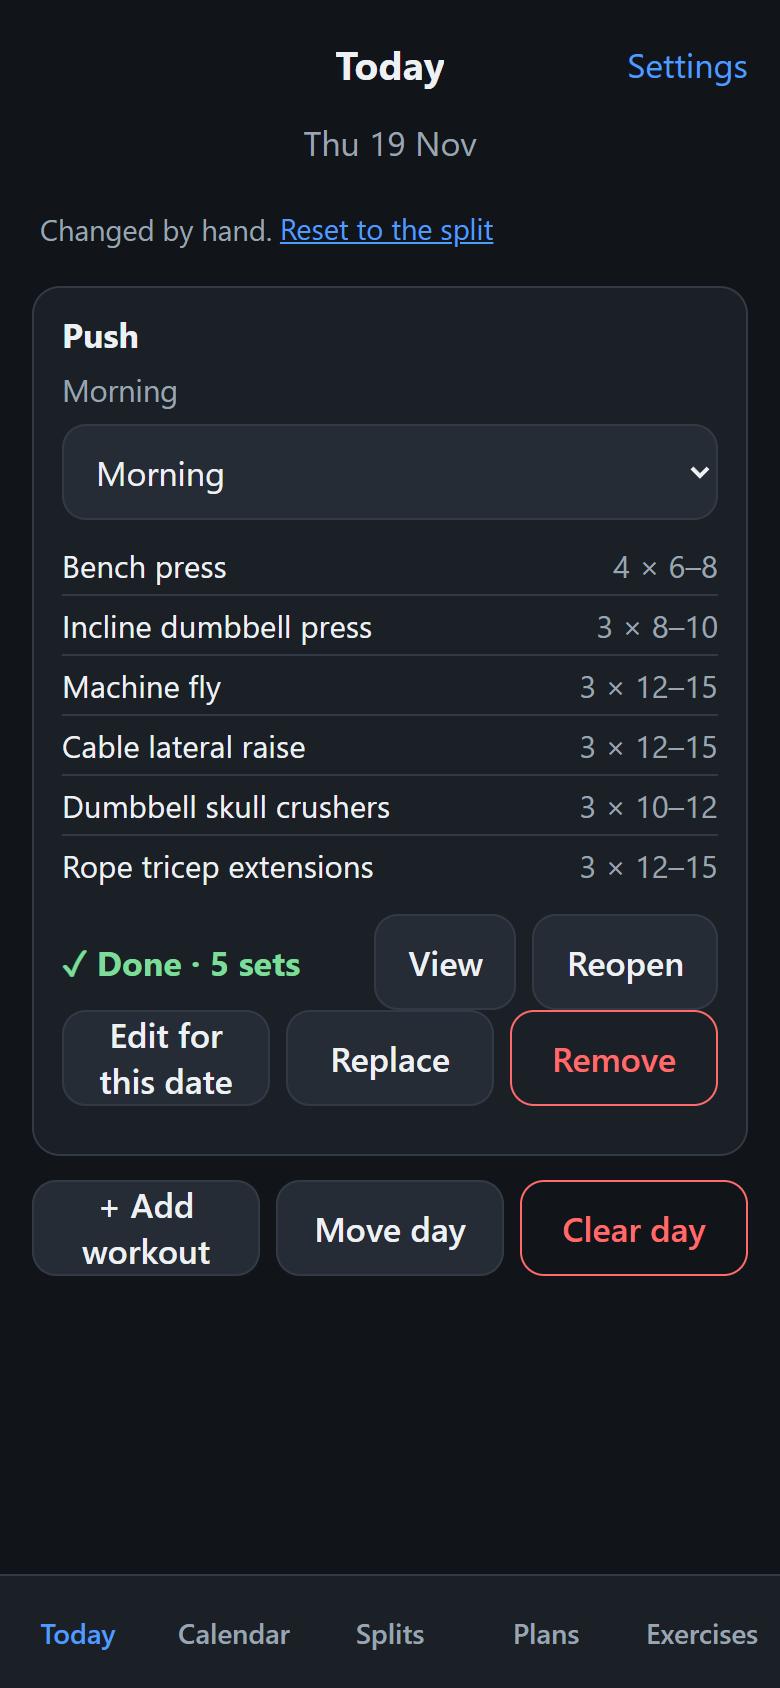 Today
Settings
Thu 19 Nov
Changed by hand. Reset to the split
Push
Morning
Morning
Bench press 4 × 6–8
Incline dumbbell press 3 × 8–10
Machine fly 3 × 12–15
Cable lateral raise 3 × 12–15
Dumbbell skull crushers 3 × 10–12
Rope tricep extensions 3 × 12–15
✓ Done · 5 sets
View
Reopen
Edit for
this date
Replace
Remove
+ Add
workout
Move day
Clear day
Today
Calendar
Splits
Plans
Exercises